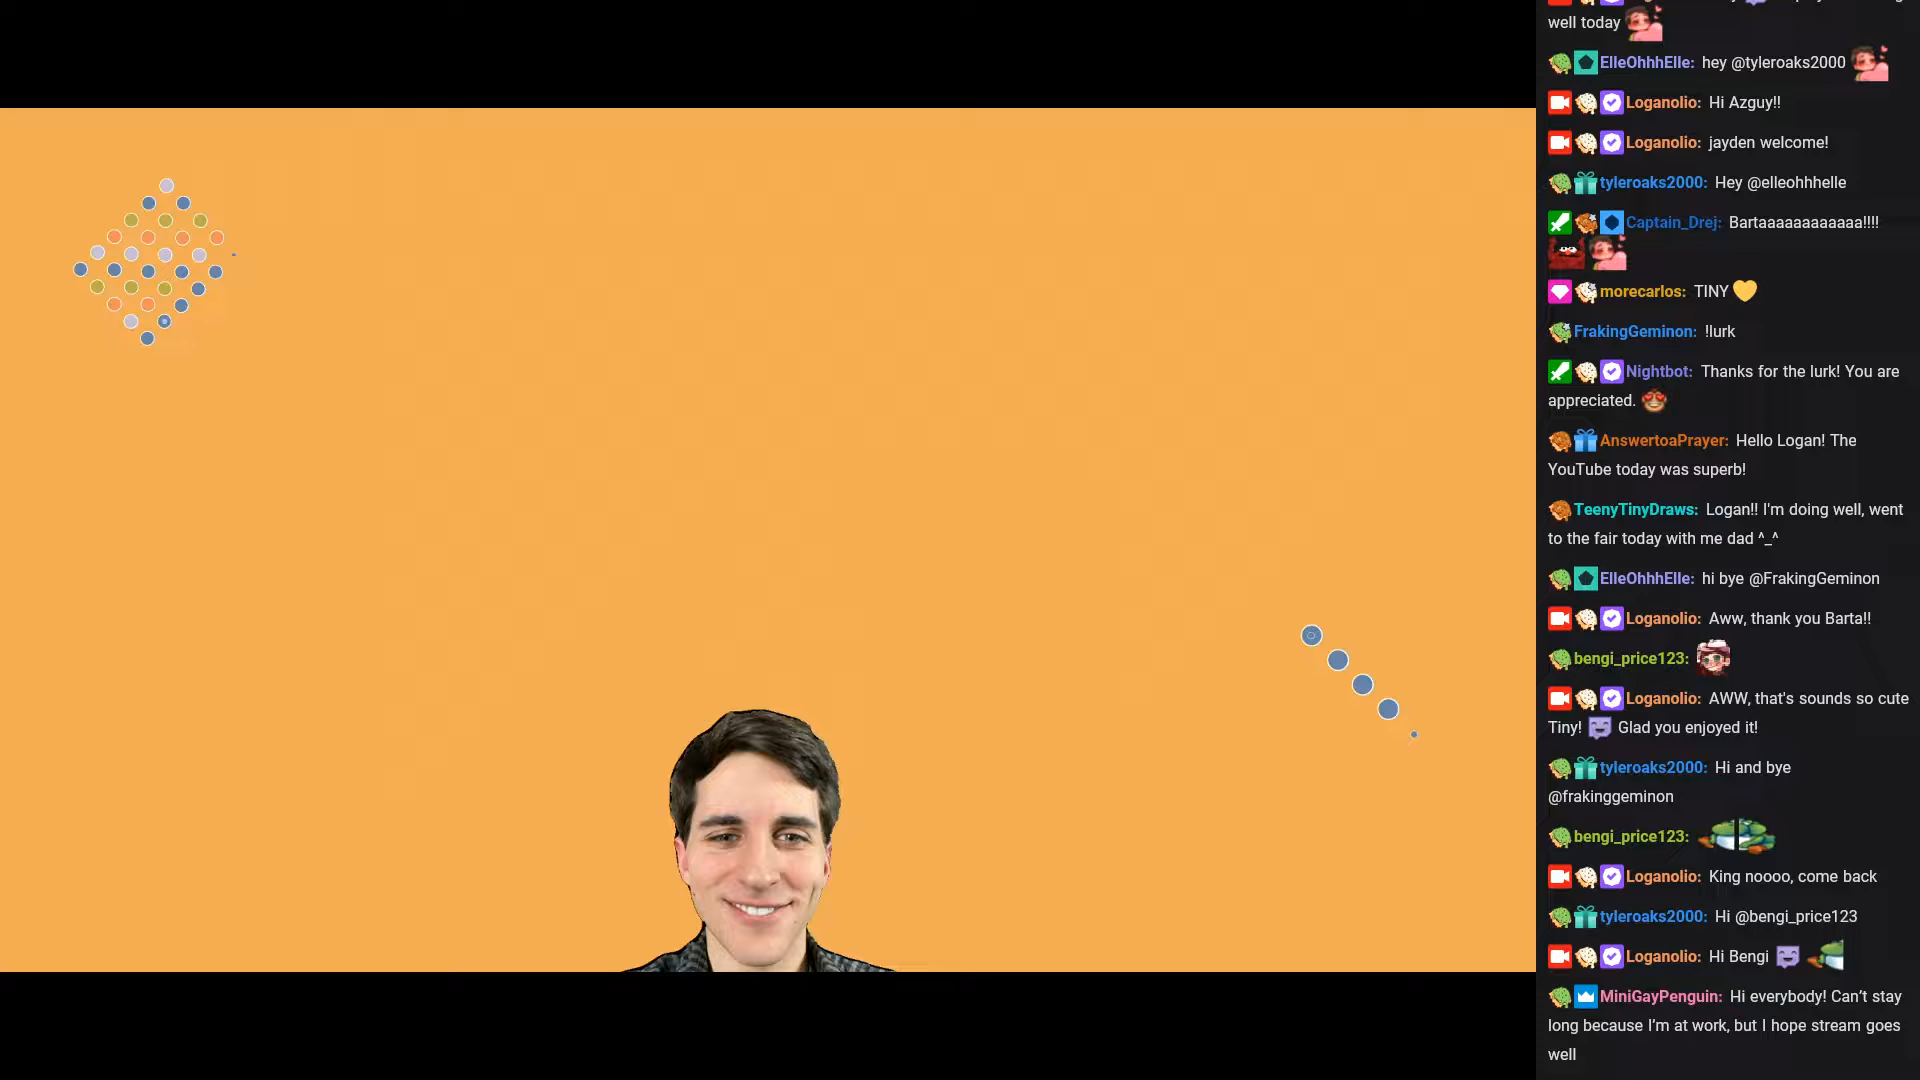 well today
ElleOhhhElle: hey @tyleroaks2000
Loganolio: Hi Azguy!!
Loganolio: jayden welcome!
tyleroaks2000: Hey @elleohhhelle
Captain_Drej: Bartaaaaaaaaaaaa!!!!
morecarlos: TINY
FrakingGeminon: !lurk
Nightbot: Thanks for the lurk! You are
appreciated.
AnswertoaPrayer: Hello Logan! The
YouTube today was superb!
TeenyTinyDraws: Logan!! I'm doing well, went
to the fair today with me dad ^_^
ElleOhhhElle: hi bye @FrakingGeminon
Loganolio: Aww, thank you Barta!!
bengi_price123:
Loganolio: AWW, that's sounds so cute
Tiny! Glad you enjoyed it!
tyleroaks2000: Hi and bye
@frakinggeminon
bengi_price123:
Loganolio: King noooo, come back
tyleroaks2000: Hi @bengi_price123
Loganolio: Hi Bengi
MiniGayPenguin: Hi everybody! Can’t stay
long because I’m at work, but I hope stream goes
well